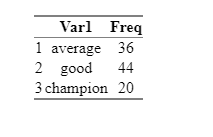 Var1 Freq
1 average 36
2 good 44
3 champion 20